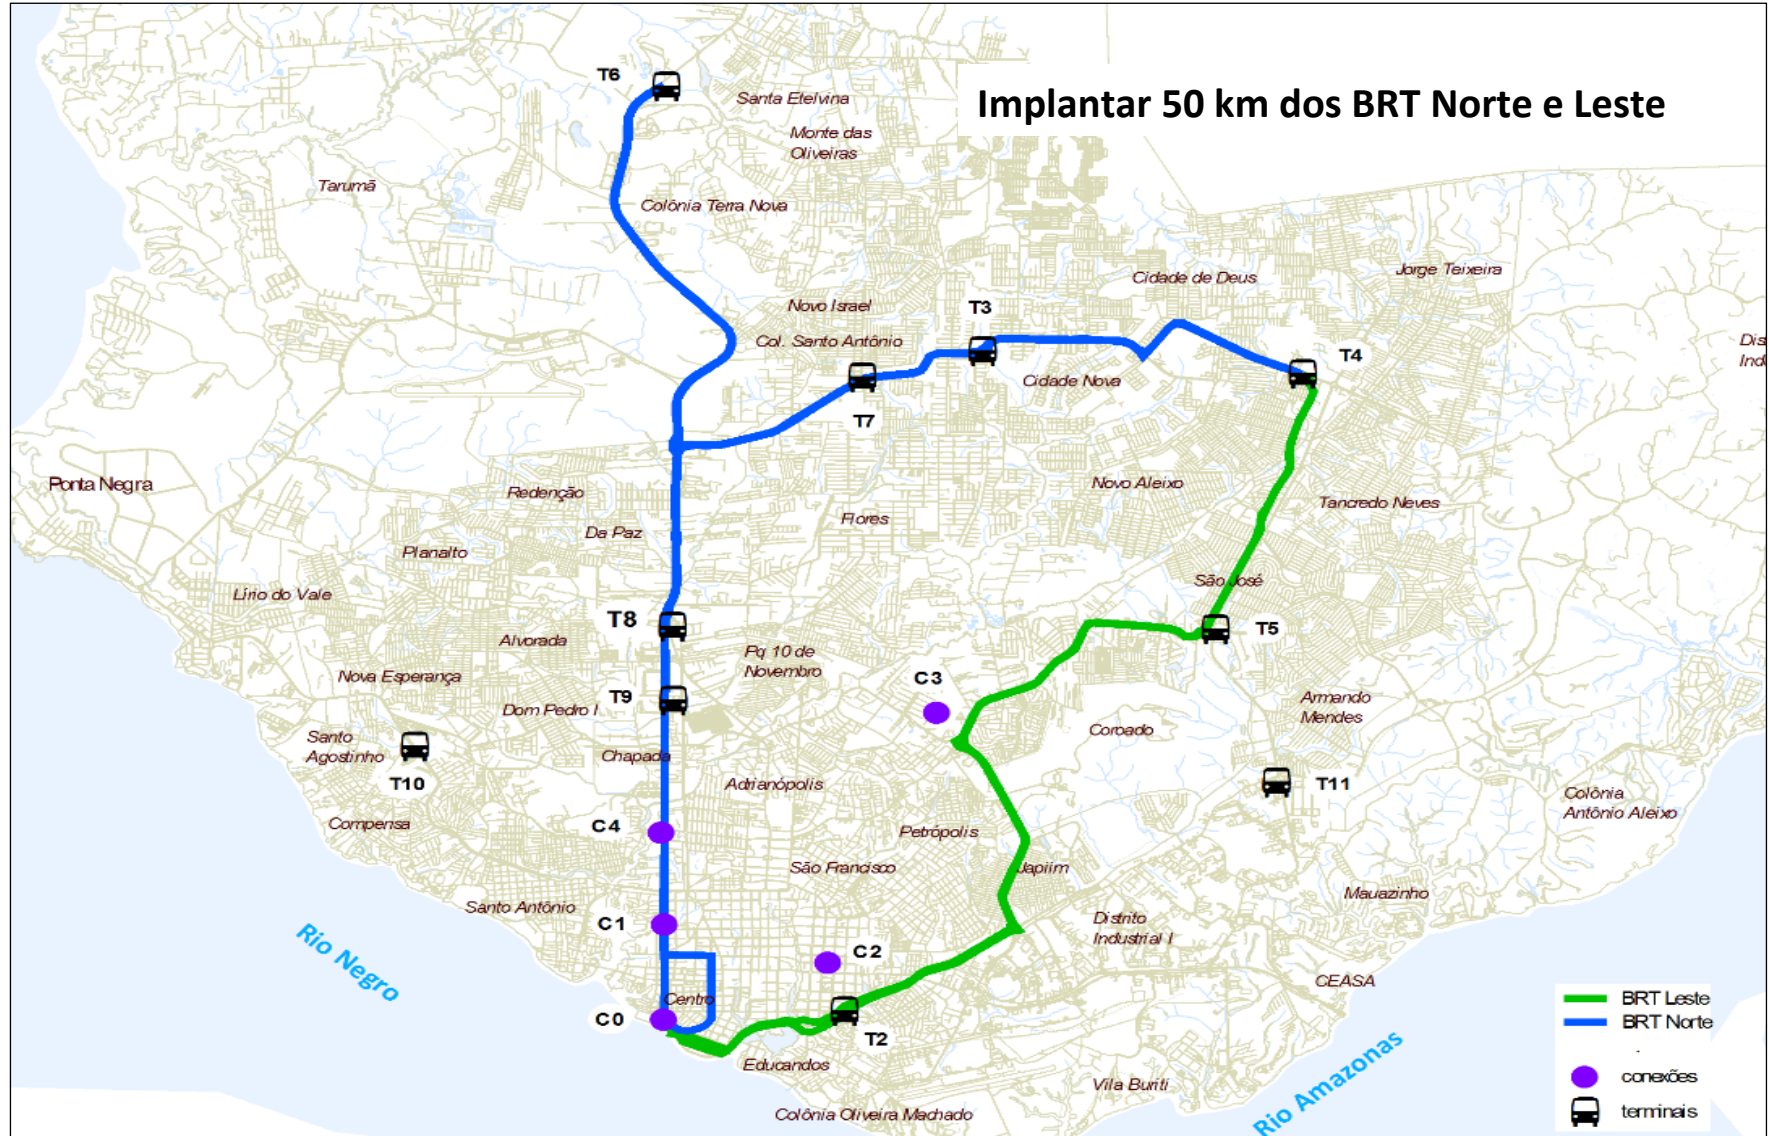 Implantar 50 km dos BRT Norte e Leste
T6
Santa Etelvina
Monte das
Oliveiras
Tarumã
Colônia Terra Nova
Cidade de Deus
Jorge Teixeira
Novo Israel
T3
Col. Santo Antônio
T4
Cidade Nova
T7
Ponta Negra
Redenção
Novo Aleixo
Tancredo Neves
Flores
Da Paz
Planalto
São José
Lírio do Vale
T8
T5
Alvorada
Pq 10 de
Novembro
Nova Esperança
C3
T9
Armando
Mendes
Dom Pedro I
Coroado
Santo
Agostinho
Chapada
T10
Adrianópolis
T11
Colônia
Antônio Aleixo
Compensa
C4
Petrópolis
São Francisco
Japiim
Mauazinho
Santo Antônio
C1
Distrito
Industrial I
C2
Rio Negro
CEASA
Centro
C0
T2
Educandos
Vila Buriti
Colônia Oliveira Machado
Rio Amazonas
BRT Leste
BRT Norte
conexões
terminais